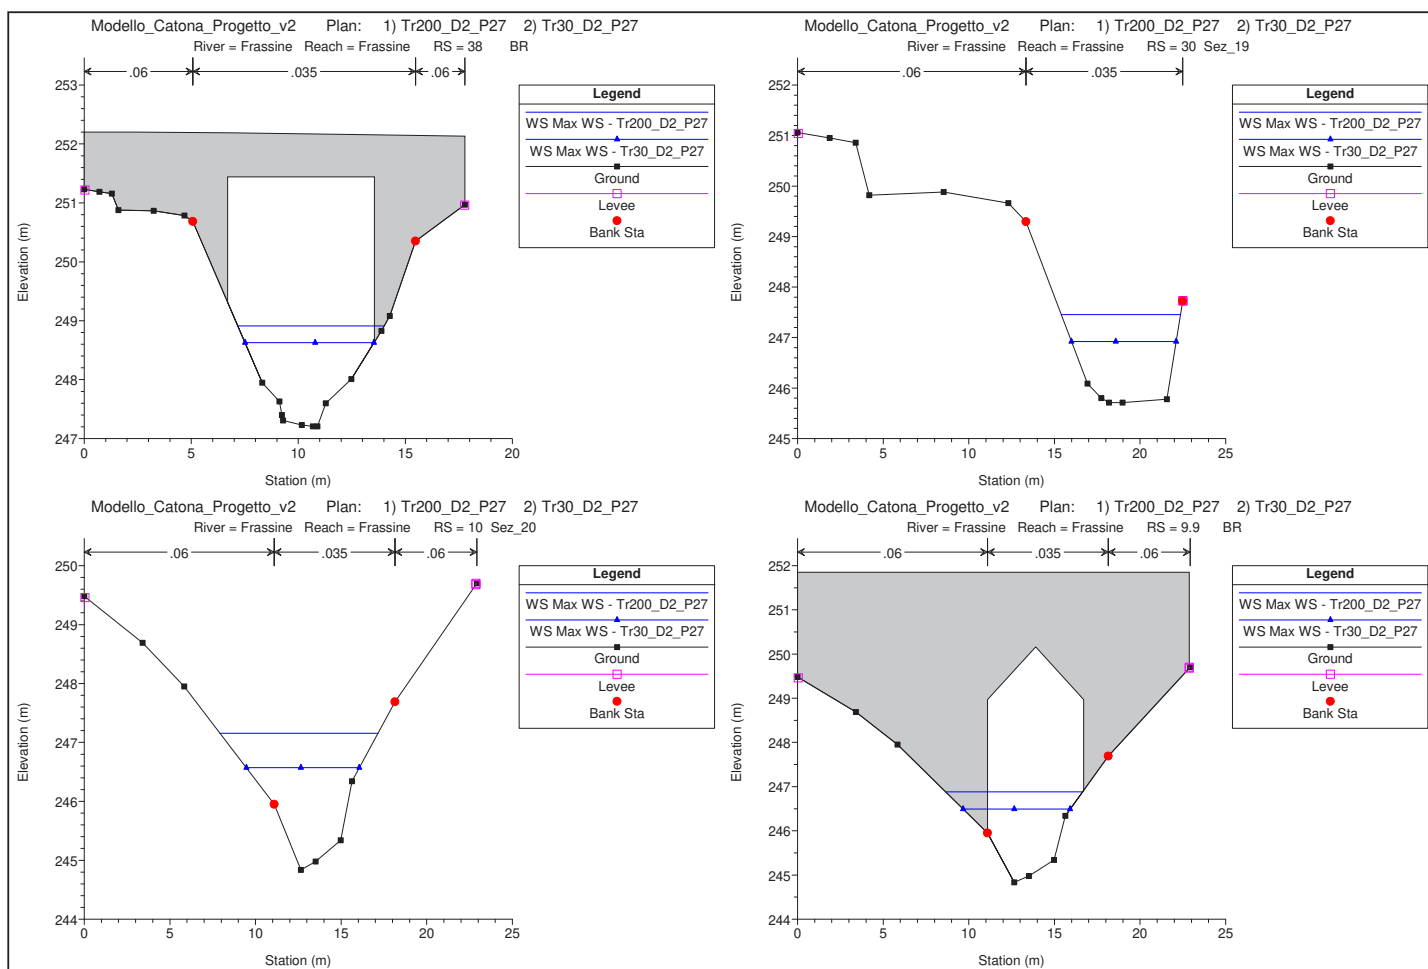 Modello_Catona_Progetto_v2 Plan: 1) Tr200_D2_P27 2) Tr30_D2_P27
River = Frassine Reach = Frassine RS = 38 BR
.06 .035 .06
253
252
251
250
249
248
247
0 5 10 15 20
Station (m)
Elevation (m)
Legend
WS Max WS - Tr200_D2_P27
WS Max WS - Tr30_D2_P27
Ground
Levee
Bank Sta
Modello_Catona_Progetto_v2 Plan: 1) Tr200_D2_P27 2) Tr30_D2_P27
River = Frassine Reach = Frassine RS = 30 Sez_19
.06 .035
252
251
250
249
248
247
246
245
0 5 10 15 20 25
Station (m)
Elevation (m)
Legend
WS Max WS - Tr200_D2_P27
WS Max WS - Tr30_D2_P27
Ground
Levee
Bank Sta
Modello_Catona_Progetto_v2 Plan: 1) Tr200_D2_P27 2) Tr30_D2_P27
River = Frassine Reach = Frassine RS = 10 Sez_20
.06 .035 .06
250
249
248
247
246
245
244
0 5 10 15 20 25
Station (m)
Elevation (m)
Legend
WS Max WS - Tr200_D2_P27
WS Max WS - Tr30_D2_P27
Ground
Levee
Bank Sta
Modello_Catona_Progetto_v2 Plan: 1) Tr200_D2_P27 2) Tr30_D2_P27
River = Frassine Reach = Frassine RS = 9.9 BR
.06 .035 .06
252
251
250
249
248
247
246
245
244
0 5 10 15 20 25
Station (m)
Elevation (m)
Legend
WS Max WS - Tr200_D2_P27
WS Max WS - Tr30_D2_P27
Ground
Levee
Bank Sta